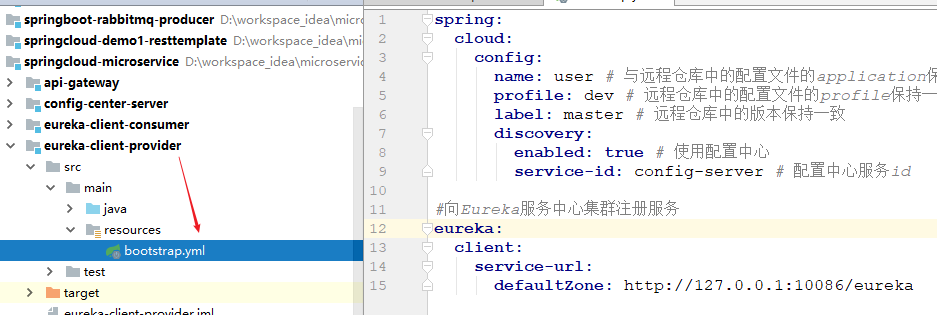 springboot-rabbitmq-producer D:\workspace_idea\micro
springcloud-demo1-resttemplate D:\workspace_idea\mic
springcloud-microservice D:\workspace_idea\microservic
api-gateway
config-center-server
eureka-client-consumer
eureka-client-provider
src
main
java
resources
bootstrap.yml
test
target
eureka-client-provider.iml
1 spring:
2 cloud:
3 config:
4 name: user # 与远程仓库中的配置文件的application保
5 profile: dev # 远程仓库中的配置文件的profile保持一
6 label: master # 远程仓库中的版本保持一致
7 discovery:
8 enabled: true # 使用配置中心
9 service-id: config-server # 配置中心服务id
10
11 #向Eureka服务中心集群注册服务
12 eureka:
13 client:
14 service-url:
15 defaultZone: http://127.0.0.1:10086/eureka